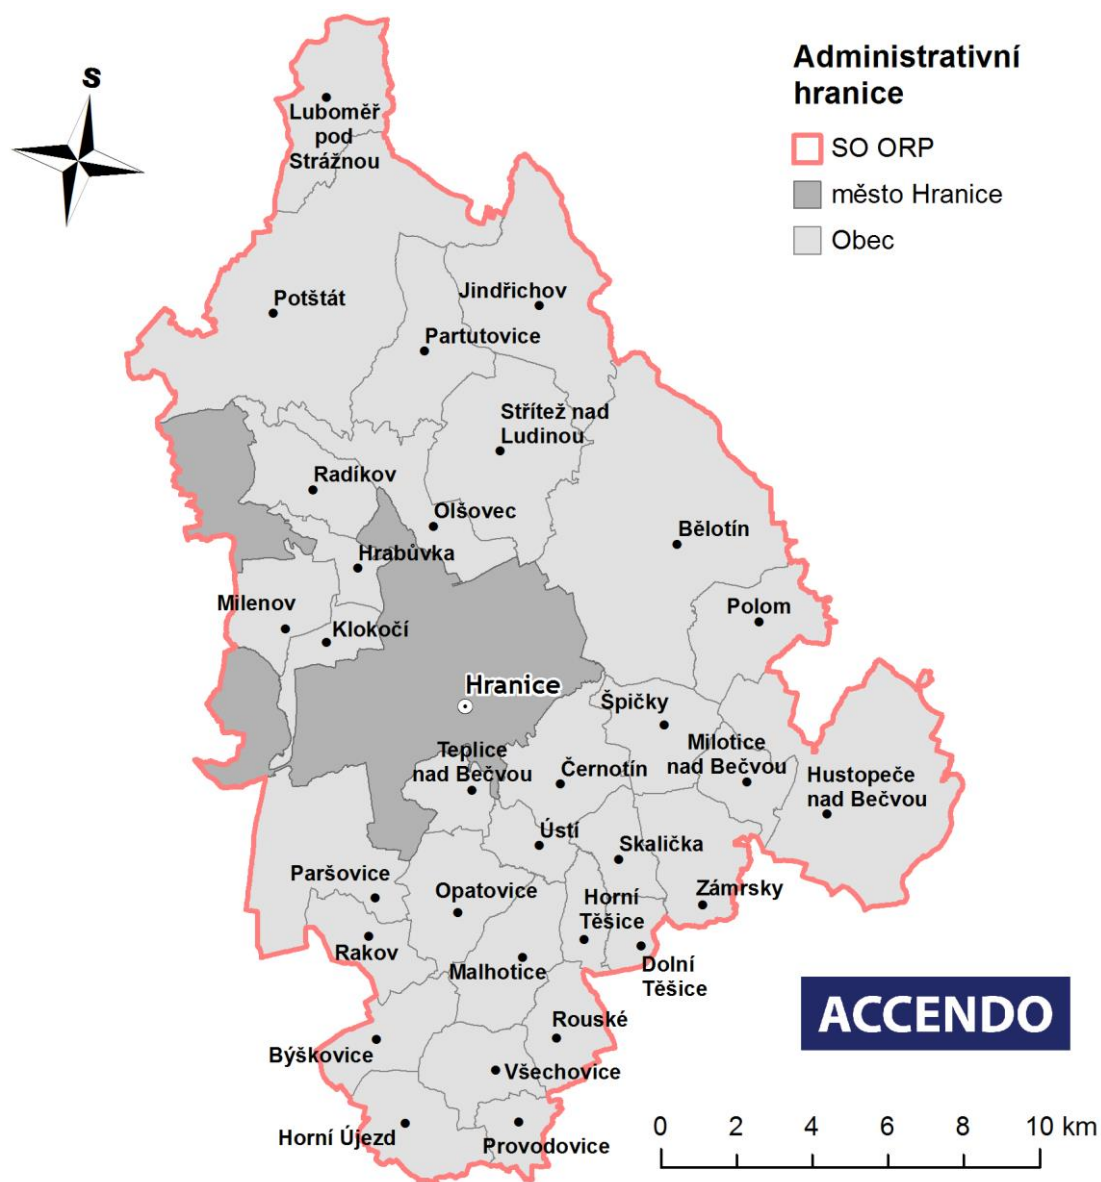 S
Administrativní
hranice
SO ORP
město Hranice
Obec
Luboměř
pod
Strážnou
Potštát
Jindřichov
Partutovice
Střítež nad
Ludinou
Radíkov
Olšovec
Bělotín
Hrabůvka
Milenov
Polom
Klokočí
Hranice
Špičky
Teplice
nad Bečvou
Milotice
nad Bečvou
Černotín
Hustopeče
nad Bečvou
Ústí
Skalička
Paršovice
Opatovice
Horní
Těšice
Zámrsky
Rakov
Malhotice
Dolní
Těšice
ACCENDO
Rouské
Býškovice
Všechovice
Horní Újezd
Provodovice
0 2 4 6 8 10 km